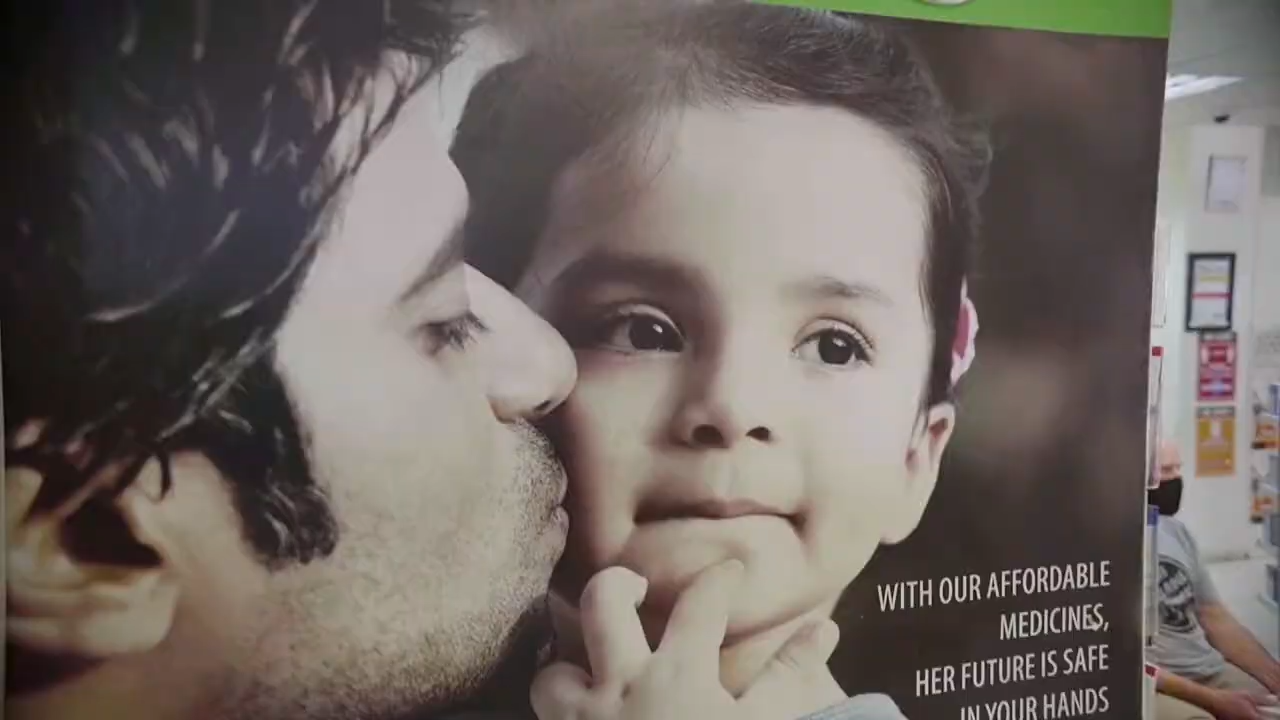 WITH OUR AFFORDABLE
MEDICINES,
HER FUTURE IS SAFE
IN YOUR HANDS